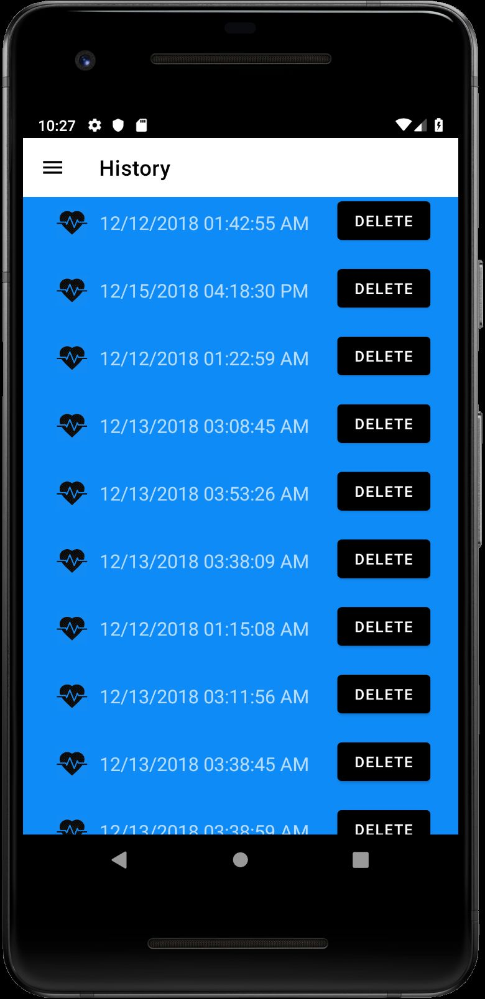 10:27
History
12/12/2018 01:42:55 AM DELETE
12/15/2018 04:18:30 PM DELETE
12/12/2018 01:22:59 AM DELETE
12/13/2018 03:08:45 AM DELETE
12/13/2018 03:53:26 AM DELETE
12/13/2018 03:38:09 AM DELETE
12/12/2018 01:15:08 AM DELETE
12/13/2018 03:11:56 AM DELETE
12/13/2018 03:38:45 AM DELETE
12/13/2018 03:38:59 AM DELETE